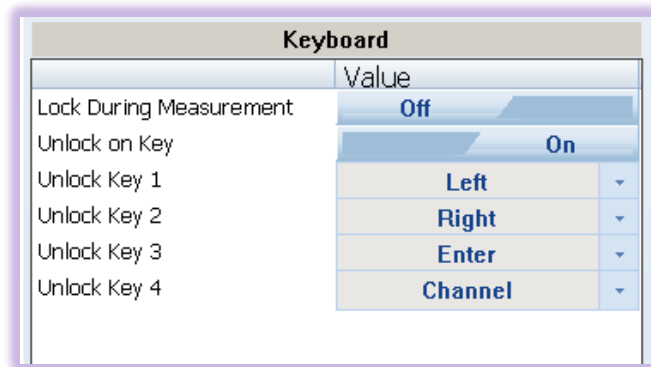 Keyboard
Value
Lock During Measurement Off
Unlock on Key On
Unlock Key 1 Left
Unlock Key 2 Right
Unlock Key 3 Enter
Unlock Key 4 Channel